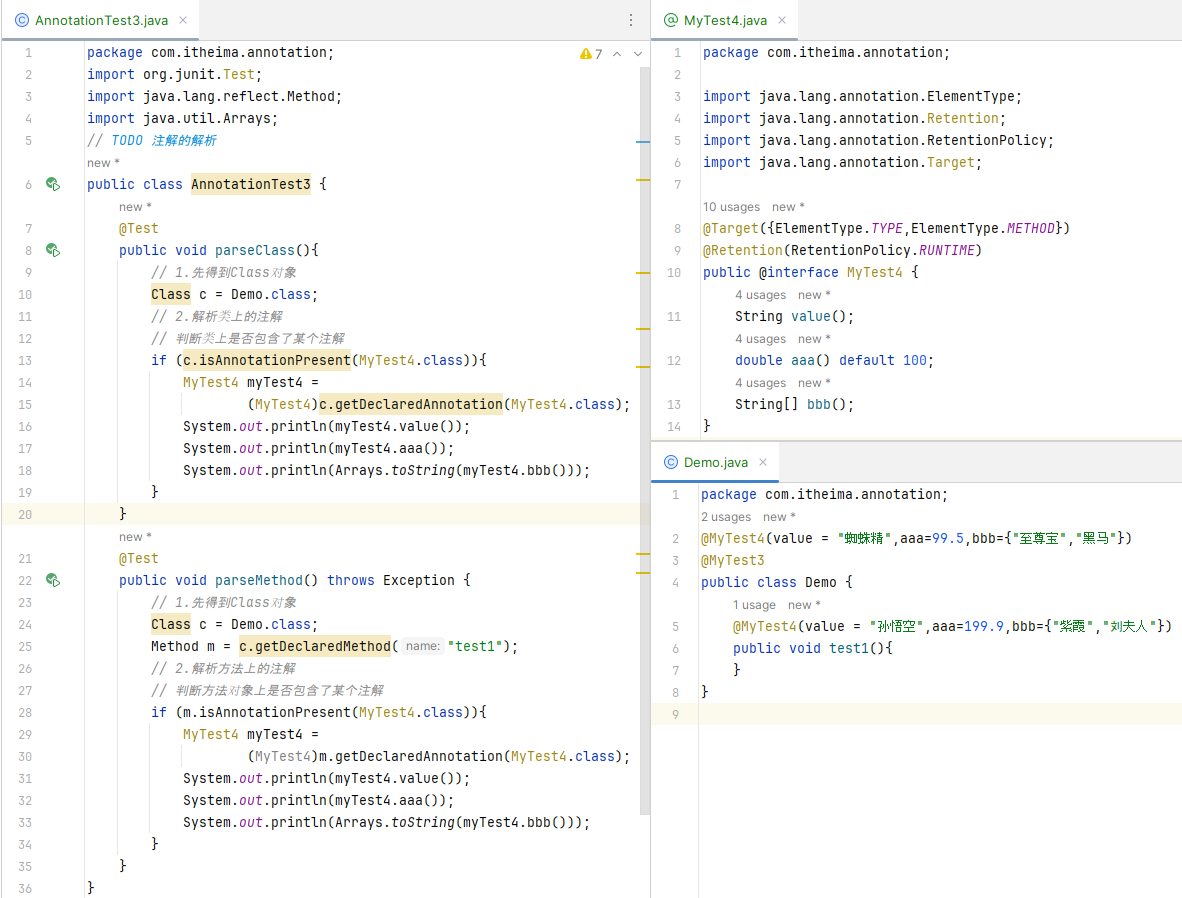 AnnotationTest3.java
1 package com.itheima.annotation;
7
2 import org.junit.Test;
3 import java.lang.reflect.Method;
4 import java.util.Arrays;
5 // TODO 注解的解析
new *
6 public class AnnotationTest3 {
new *
7 @Test
8 public void parseClass(){
9 // 1.先得到Class对象
10 Class c = Demo.class;
11 // 2.解析类上的注解
12 // 判断类上是否包含了某个注解
13 if (c.isAnnotationPresent(MyTest4.class)){
14 MyTest4 myTest4 =
15 (MyTest4)c.getDeclaredAnnotation(MyTest4.class);
16 System.out.println(myTest4.value());
17 System.out.println(myTest4.aaa());
18 System.out.println(Arrays.toString(myTest4.bbb()));
19 }
20 }
new *
21 @Test
22 public void parseMethod() throws Exception {
23 // 1.先得到Class对象
24 Class c = Demo.class;
25 Method m = c.getDeclaredMethod( name: "test1");
26 // 2.解析方法上的注解
27 // 判断方法对象上是否包含了某个注解
28 if (m.isAnnotationPresent(MyTest4.class)){
29 MyTest4 myTest4 =
30 (MyTest4)m.getDeclaredAnnotation(MyTest4.class);
31 System.out.println(myTest4.value());
32 System.out.println(myTest4.aaa());
33 System.out.println(Arrays.toString(myTest4.bbb()));
34 }
35 }
36 }
MyTest4.java
1 package com.itheima.annotation;
2
3 import java.lang.annotation.ElementType;
4 import java.lang.annotation.Retention;
5 import java.lang.annotation.RetentionPolicy;
6 import java.lang.annotation.Target;
7
10 usages new *
8 @Target({ElementType.TYPE,ElementType.METHOD})
9 @Retention(RetentionPolicy.RUNTIME)
10 public @interface MyTest4 {
4 usages new *
11 String value();
4 usages new *
12 double aaa() default 100;
4 usages new *
13 String[] bbb();
14 }
Demo.java
1 package com.itheima.annotation;
2 usages new *
2 @MyTest4(value = "蜘蛛精",aaa=99.5,bbb={"至尊宝","黑马"})
3 @MyTest3
4 public class Demo {
1 usage new *
5 @MyTest4(value = "孙悟空",aaa=199.9,bbb={"紫霞","刘夫人"})
6 public void test1(){
7 }
8 }
9